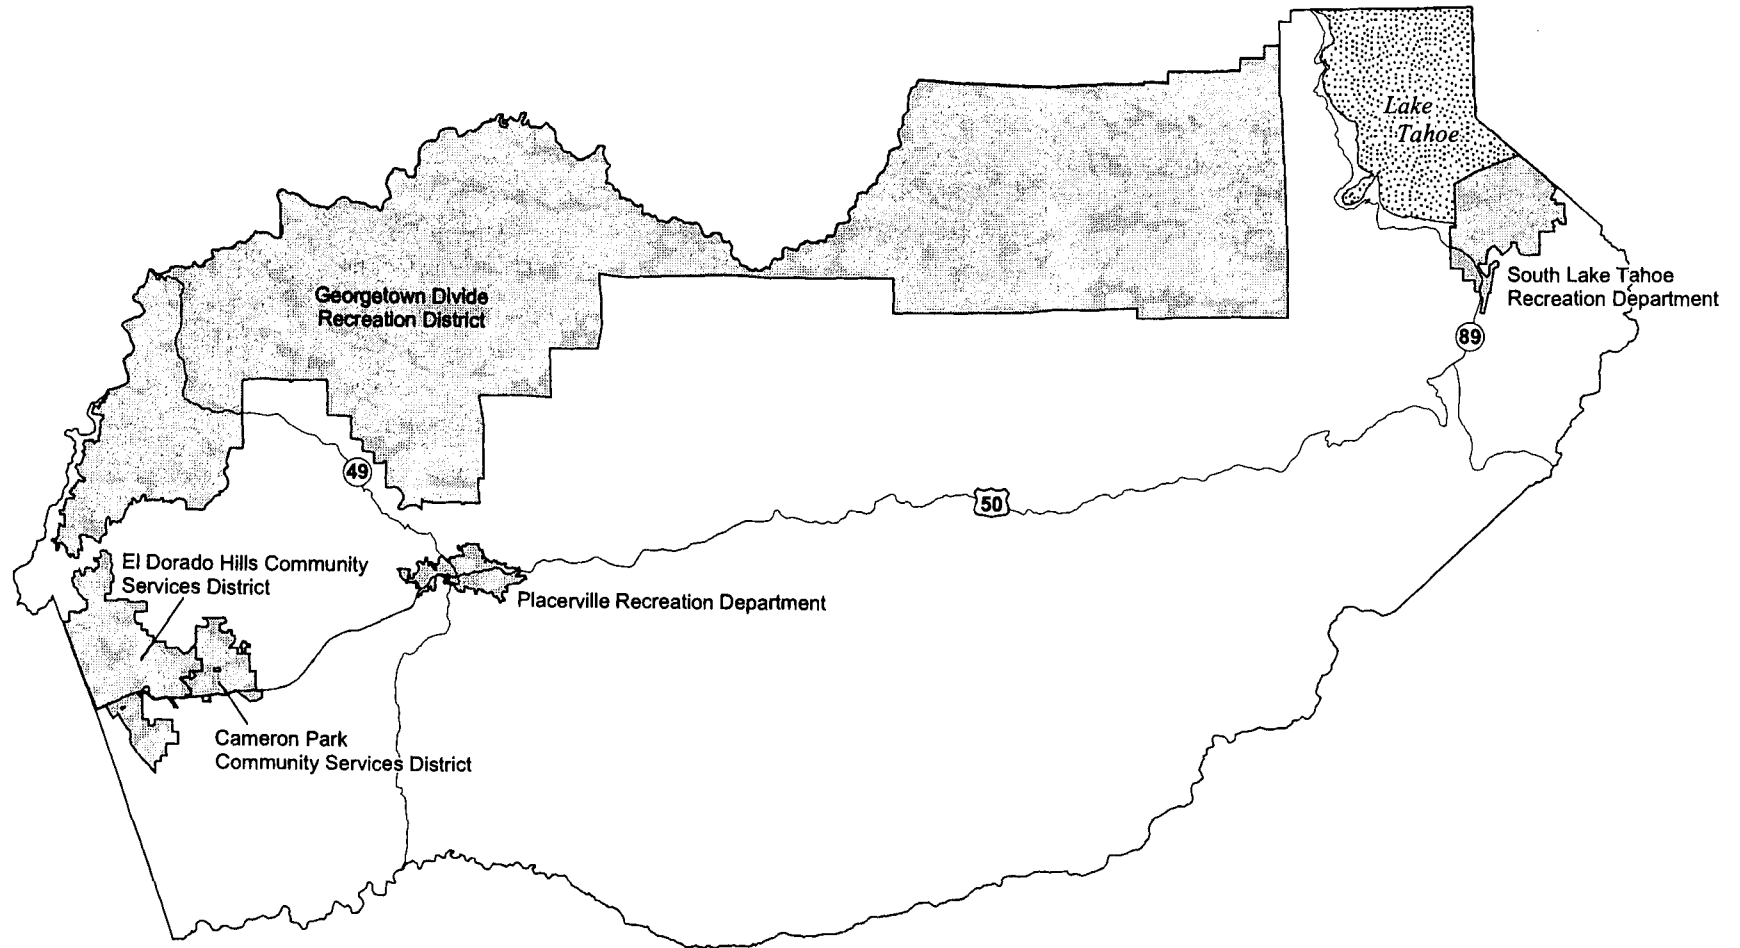 Lake
Tahoe
Georgetown Divide
Recreation District
South Lake Tahoe
Recreation Department
89
49
50
El Dorado Hills Community
Services District
Placerville Recreation Department
Cameron Park
Community Services District